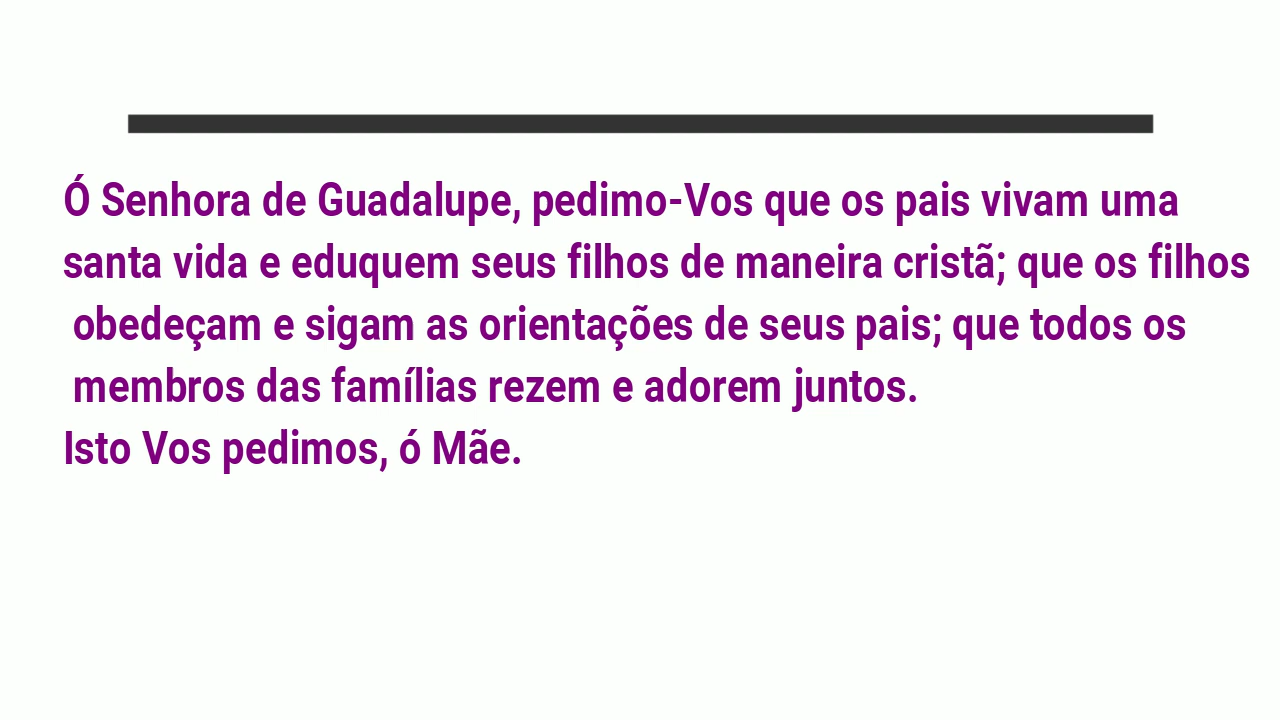 Ó Senhora de Guadalupe, pedimo-Vos que os pais vivam uma
santa vida e eduquem seus filhos de maneira cristã; que os filhos
obedeçam e sigam as orientações de seus pais; que todos os
membros das famílias rezem e adorem juntos.
Isto Vos pedimos, ó Mãe.